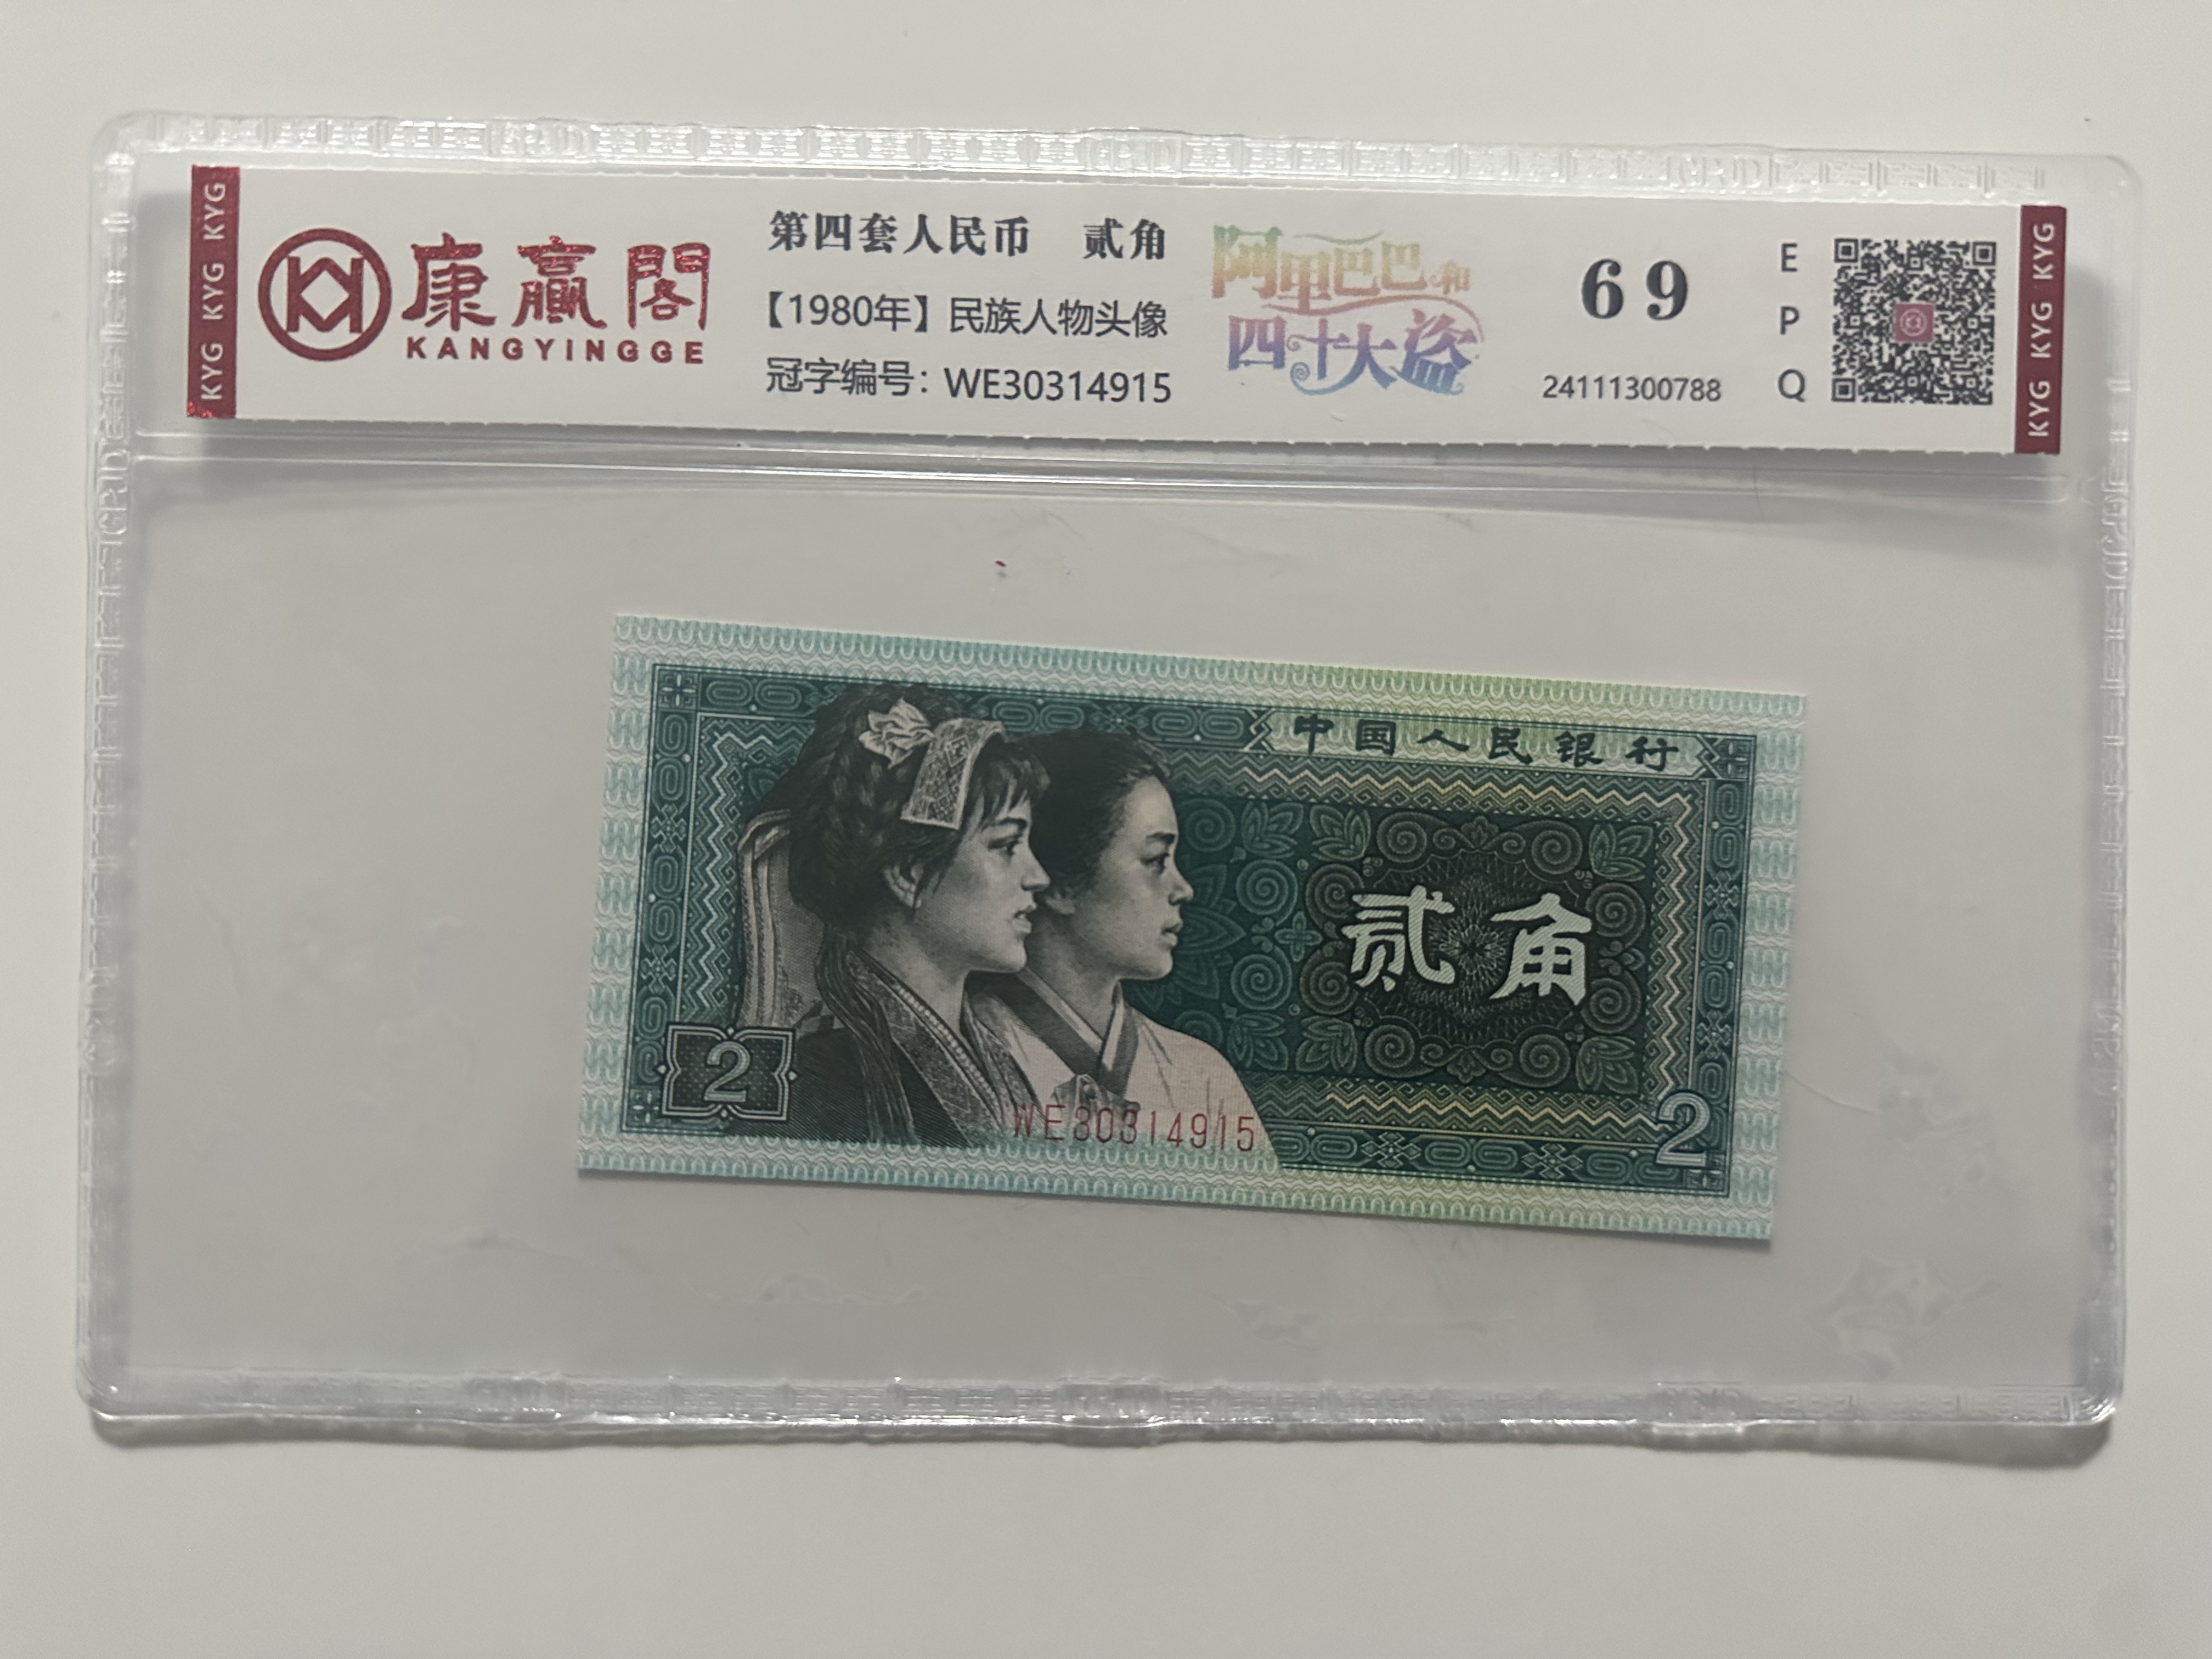 KYG KYG KYG
康赢閣
KANGYINGGE
第四套人民币 贰角
【1980年】民族人物头像
冠字编号：WE30314915
阿里巴巴和
四十大盗
69
24111300788
E
P
Q
KYG KYG KYG
中国人民银行
贰角
2
WE30314915
2